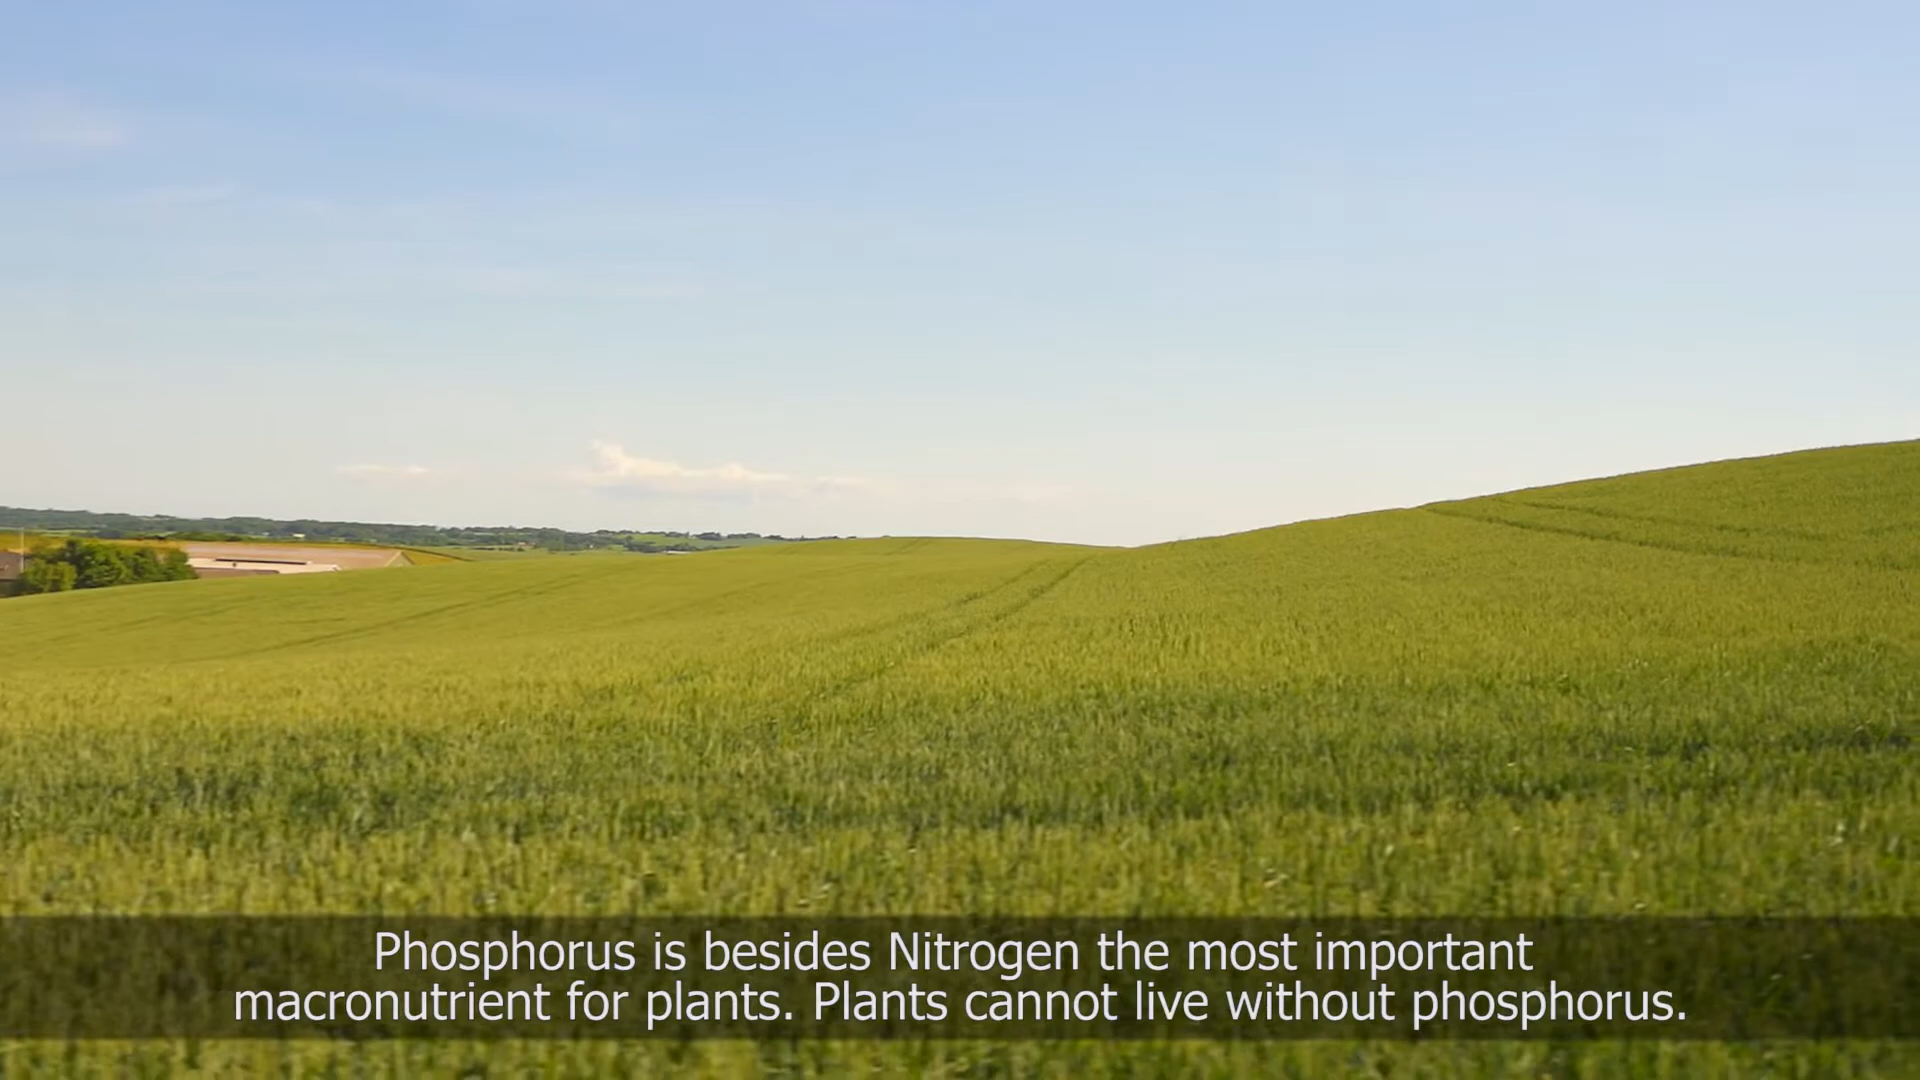 Phosphorus is besides Nitrogen the most important
macronutrient for plants. Plants cannot live without phosphorus.